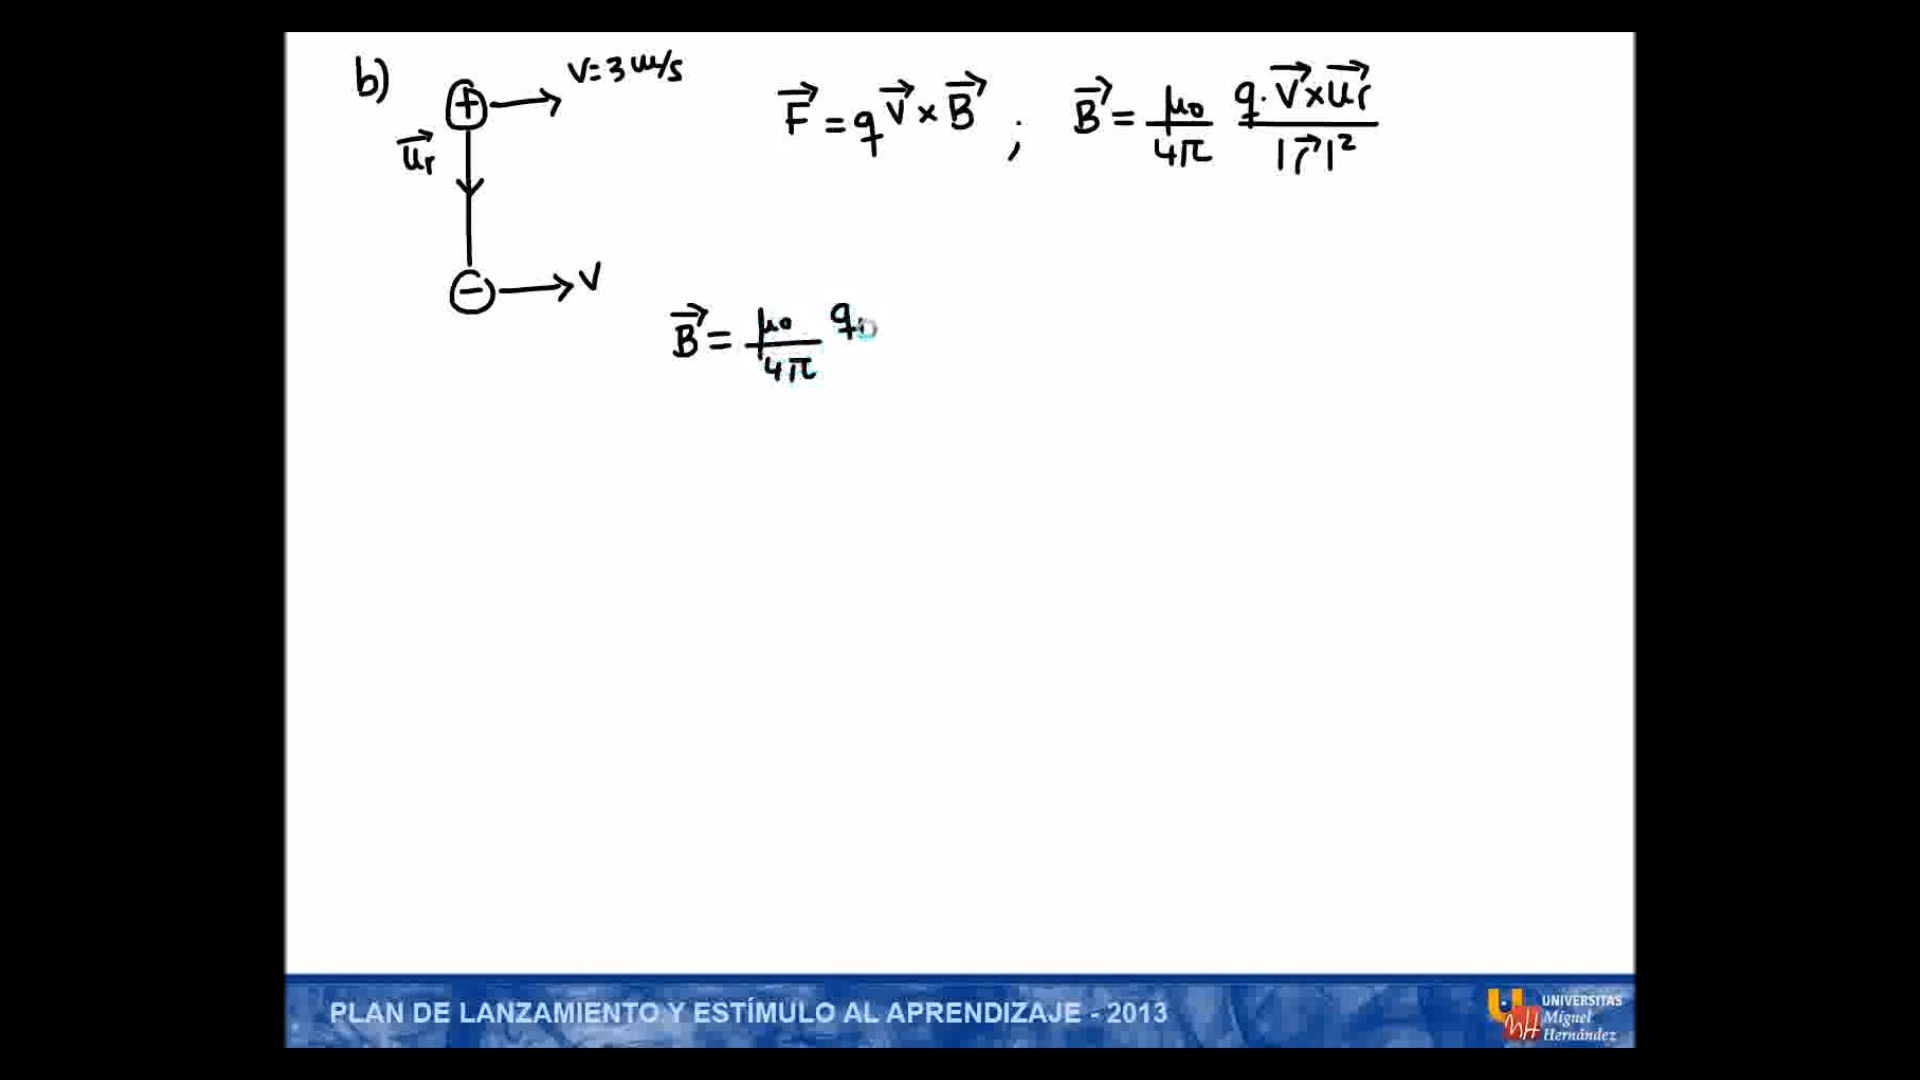 b) ⊕ → V=3 m/s
F⃗ = q V⃗ × B⃗ ; B⃗ = μ₀/4π q·V⃗×u⃗r/|r⃗|²
u⃗r
⊖ → V
B⃗ = μ₀/4π q
PLAN DE LANZAMIENTO Y ESTÍMULO AL APRENDIZAJE - 2013
UNIVERSITAS
Miguel
Hernández